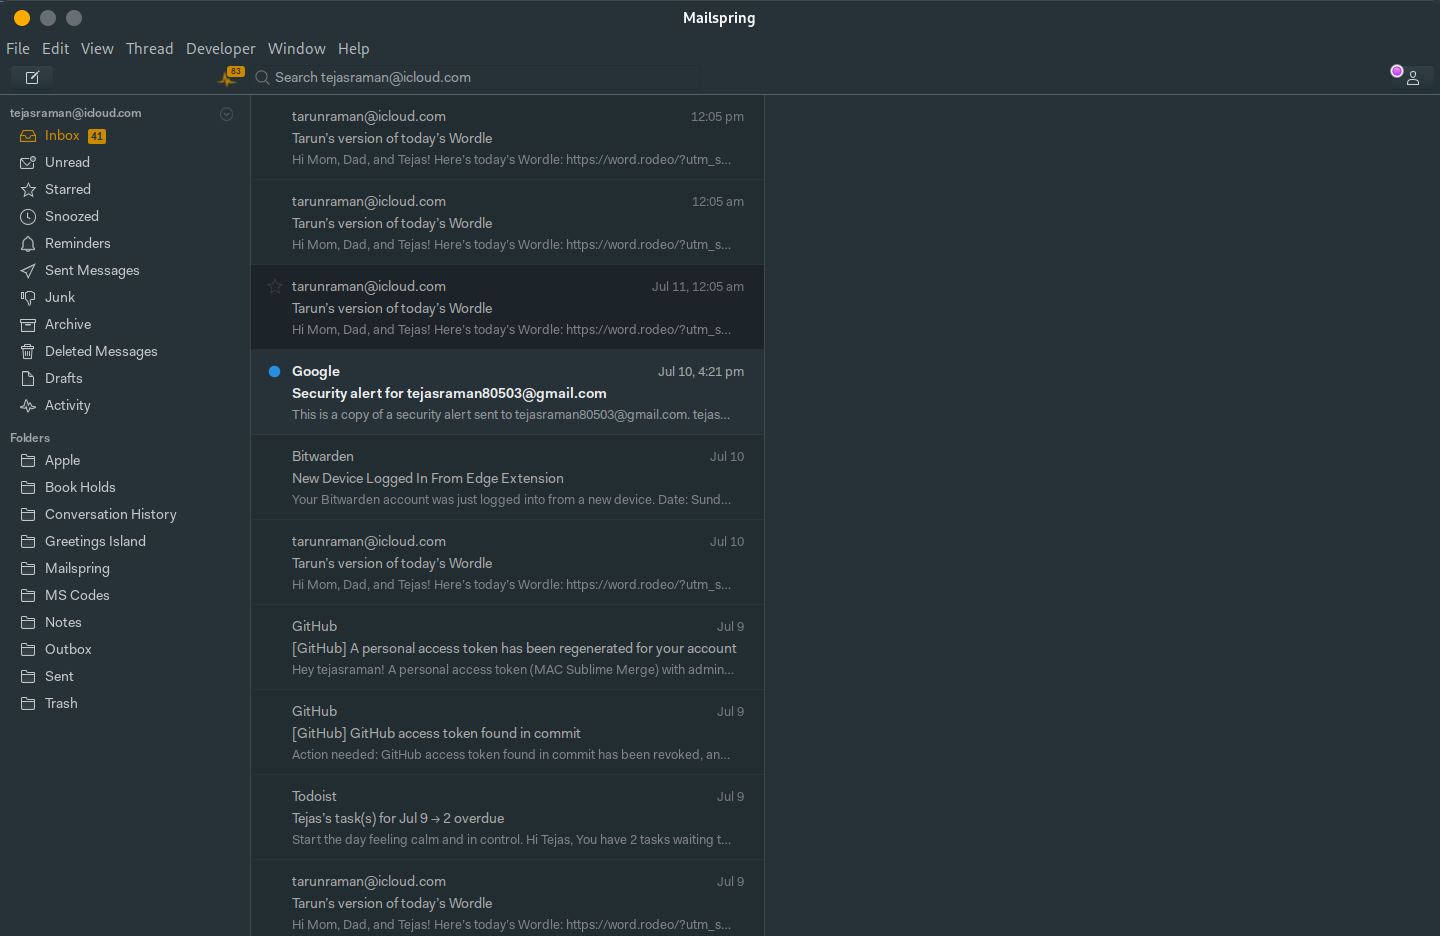 Mailspring
File Edit View Thread Developer Window Help
83
Search tejasraman@icloud.com
tejasraman@icloud.com
Inbox 41
Unread
Starred
Snoozed
Reminders
Sent Messages
Junk
Archive
Deleted Messages
Drafts
Activity
Folders
Apple
Book Holds
Conversation History
Greetings Island
Mailspring
MS Codes
Notes
Outbox
Sent
Trash
tarunraman@icloud.com 12:05 pm
Tarun's version of today's Wordle
Hi Mom, Dad, and Tejas! Here's today's Wordle: https://word.rodeo/?utm_s...
tarunraman@icloud.com 12:05 am
Tarun's version of today's Wordle
Hi Mom, Dad, and Tejas! Here's today's Wordle: https://word.rodeo/?utm_s...
tarunraman@icloud.com Jul 11, 12:05 am
Tarun's version of today's Wordle
Hi Mom, Dad, and Tejas! Here's today's Wordle: https://word.rodeo/?utm_s...
Google Jul 10, 4:21 pm
Security alert for tejasraman80503@gmail.com
This is a copy of a security alert sent to tejasraman80503@gmail.com. tejas...
Bitwarden Jul 10
New Device Logged In From Edge Extension
Your Bitwarden account was just logged into from a new device. Date: Sund...
tarunraman@icloud.com Jul 10
Tarun's version of today's Wordle
Hi Mom, Dad, and Tejas! Here's today's Wordle: https://word.rodeo/?utm_s...
GitHub Jul 9
[GitHub] A personal access token has been regenerated for your account
Hey tejasraman! A personal access token (MAC Sublime Merge) with admin...
GitHub Jul 9
[GitHub] GitHub access token found in commit
Action needed: GitHub access token found in commit has been revoked, an...
Todoist Jul 9
Tejas's task(s) for Jul 9 → 2 overdue
Start the day feeling calm and in control. Hi Tejas, You have 2 tasks waiting t...
tarunraman@icloud.com Jul 9
Tarun's version of today's Wordle
Hi Mom, Dad, and Tejas! Here's today's Wordle: https://word.rodeo/?utm_s...